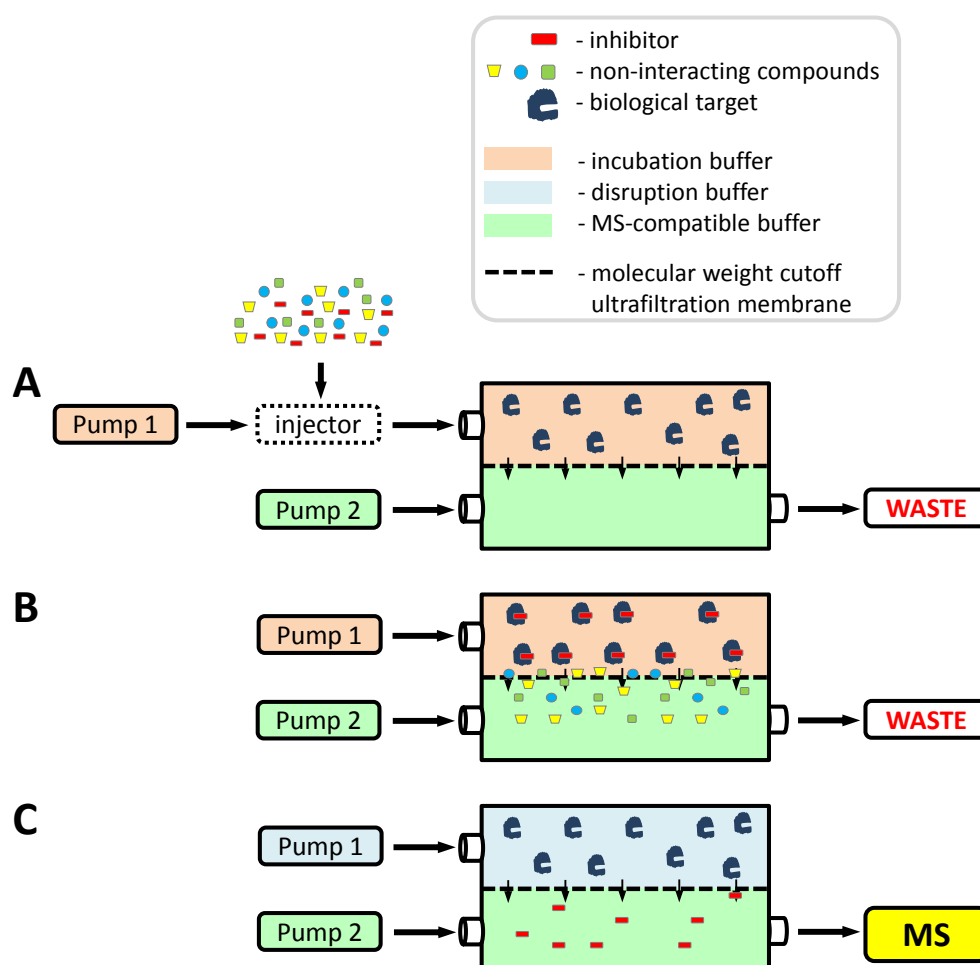 - inhibitor
- non-interacting compounds
- biological target
- incubation buffer
- disruption buffer
- MS-compatible buffer
- molecular weight cutoff
ultrafiltration membrane
A
Pump 1
injector
Pump 2
WASTE
B
Pump 1
Pump 2
WASTE
C
Pump 1
Pump 2
MS